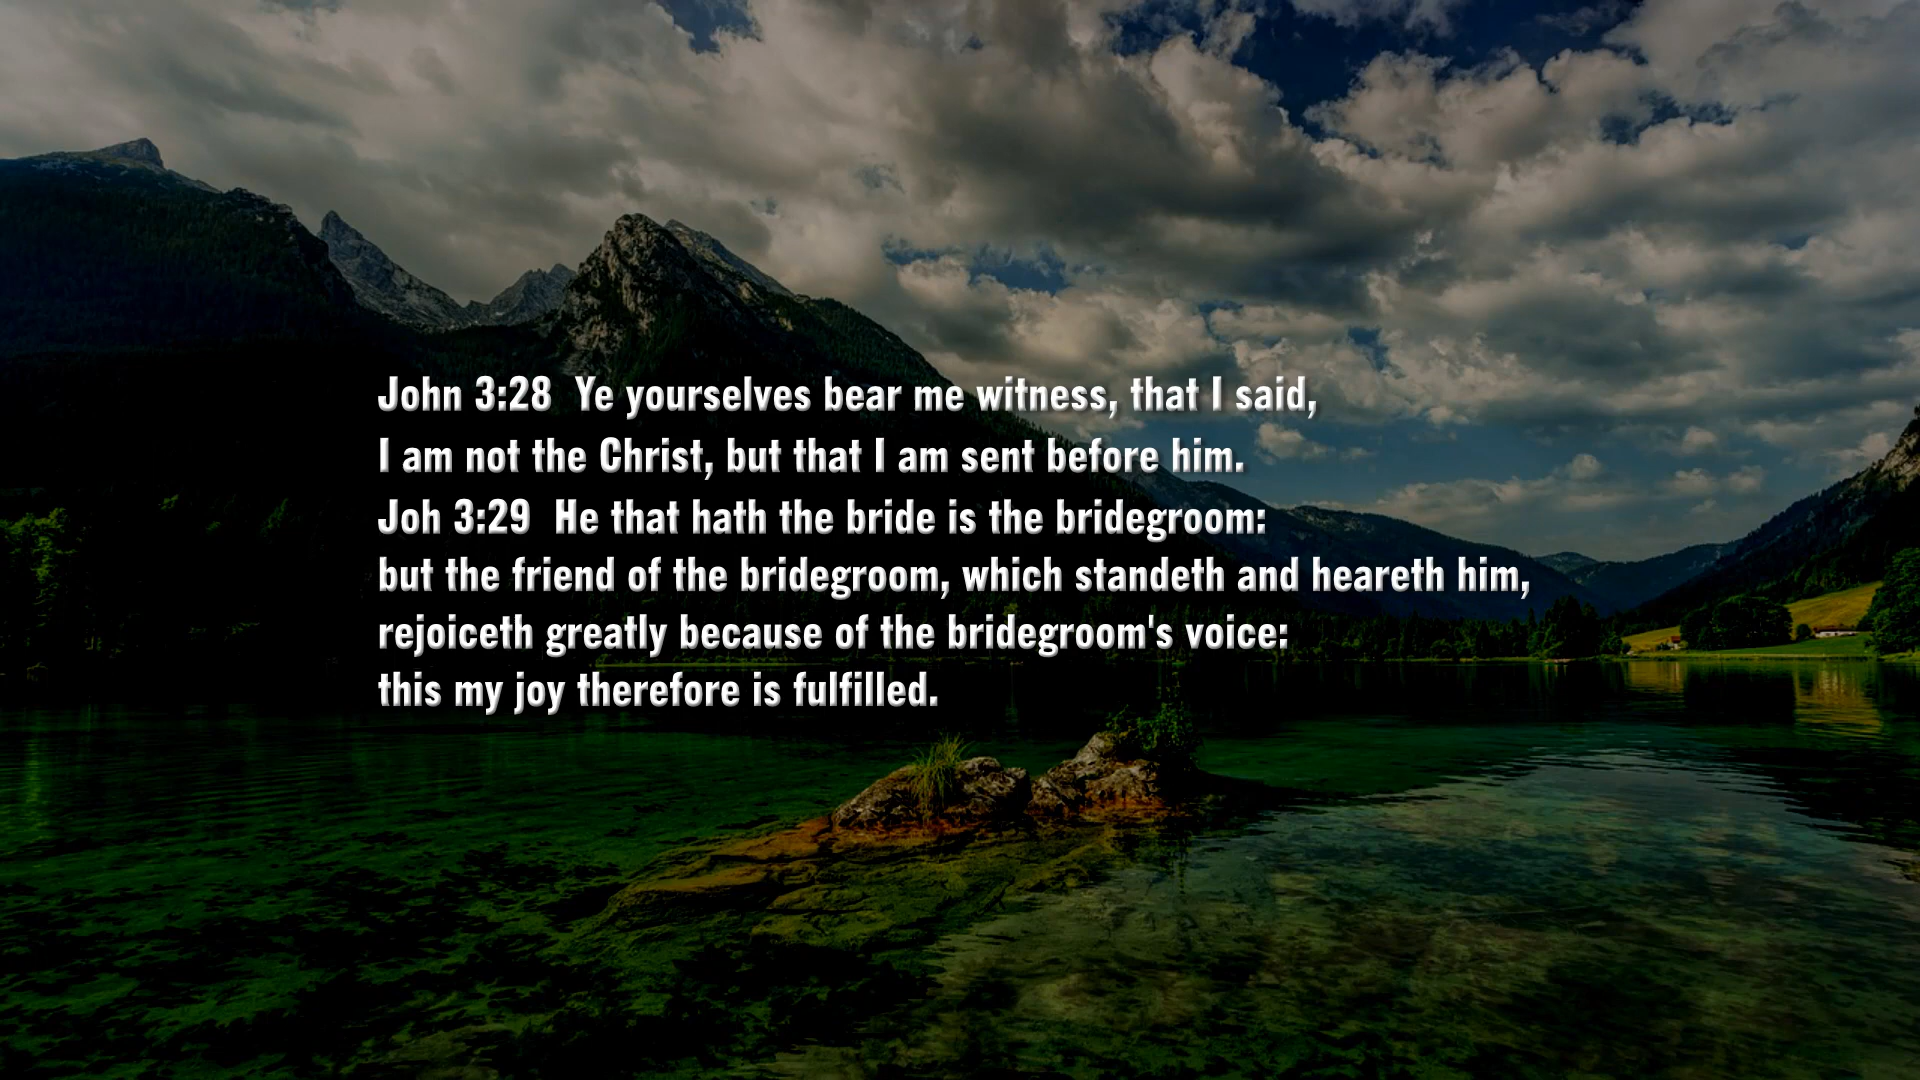 John 3:28  Ye yourselves bear me witness, that I said,
I am not the Christ, but that I am sent before him.
Joh 3:29  He that hath the bride is the bridegroom:
but the friend of the bridegroom, which standeth and heareth him,
rejoiceth greatly because of the bridegroom's voice:
this my joy therefore is fulfilled.